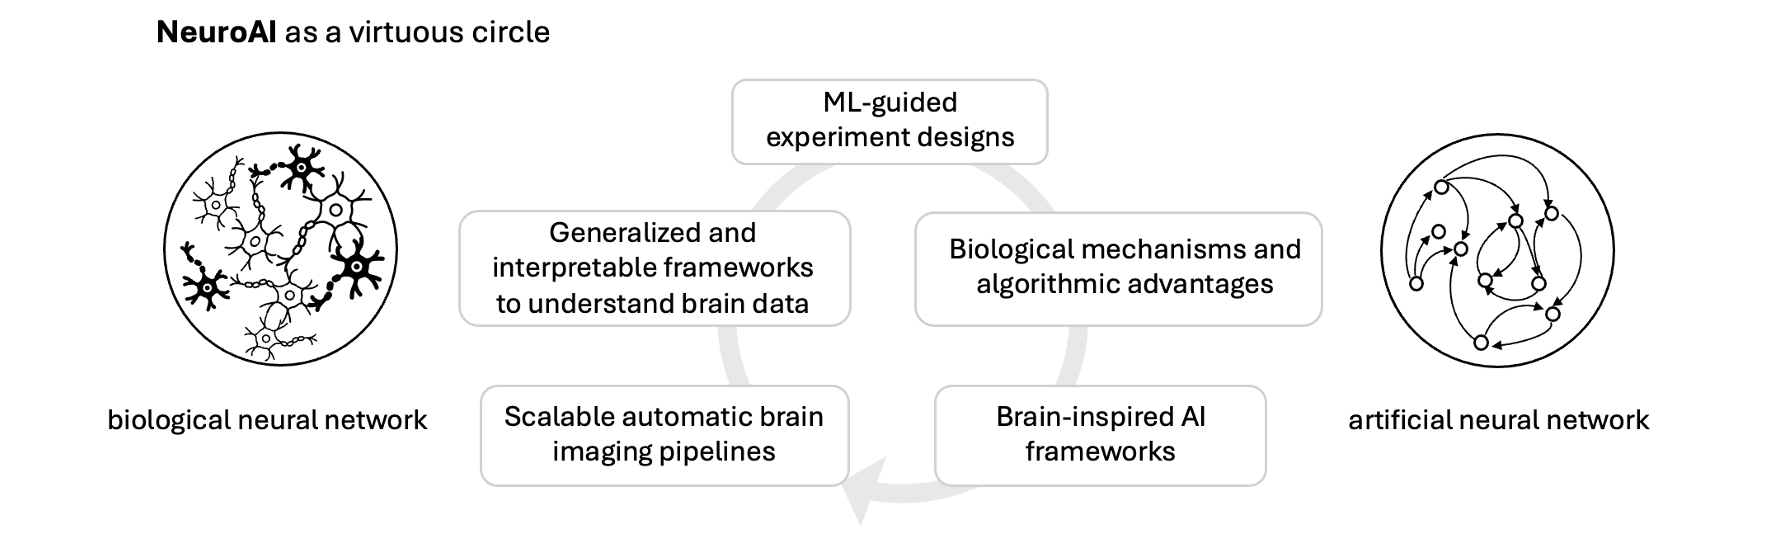 NeuroAI as a virtuous circle
ML-guided
experiment designs
Generalized and
interpretable frameworks
to understand brain data
Biological mechanisms and
algorithmic advantages
Scalable automatic brain
imaging pipelines
Brain-inspired AI
frameworks
biological neural network
artificial neural network